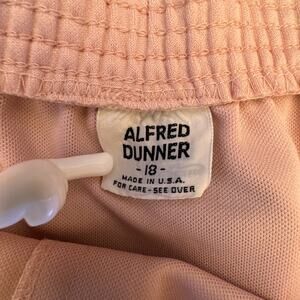 ALFRED
DUNNER
-18-
MADE IN U.S.A.
FOR CARE-SEE OVER